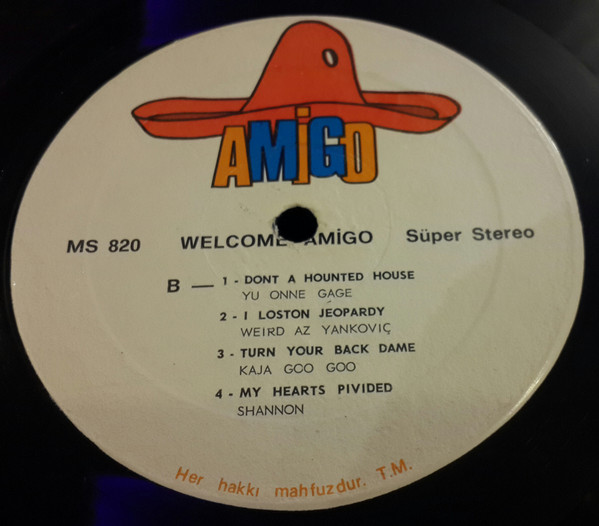 AMiGO
MS 820 WELCOME AMİGO Süper Stereo
B — 1 - DONT A HOUNTED HOUSE
YU ONNE GAGE
2 - I LOSTON JEOPARDY
WEIRD AZ YANKOVIÇ
3 - TURN YOUR BACK DAME
KAJA GOO GOO
4 - MY HEARTS PIVIDED
SHANNON
Her hakkı mahfuzdur. T.M.